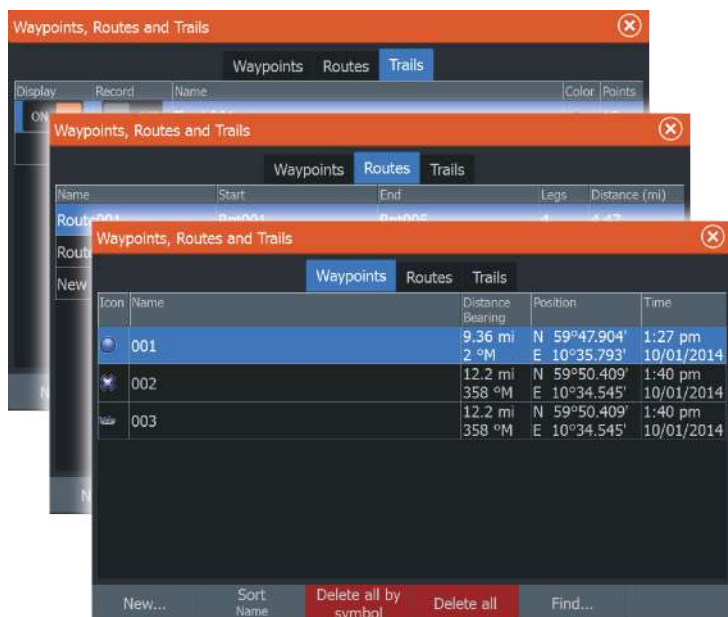 Waypoints, Routes and Trails
Waypoints Routes Trails
Display Record Name Color Points
ON
Waypoints, Routes and Trails
Waypoints Routes Trails
Name Start End Legs Distance (mi)
New
Waypoints, Routes and Trails
Waypoints Routes Trails
Icon Name Distance Position Time
Bearing
001 9.36 mi N 59°47.904' 1:27 pm
2 °M E 10°35.793' 10/01/2014
002 12.2 mi N 59°50.409' 1:40 pm
358 °M E 10°34.545' 10/01/2014
003 12.2 mi N 59°50.409' 1:40 pm
358 °M E 10°34.545' 10/01/2014
New... Sort Delete all by Delete all Find...
Name symbol